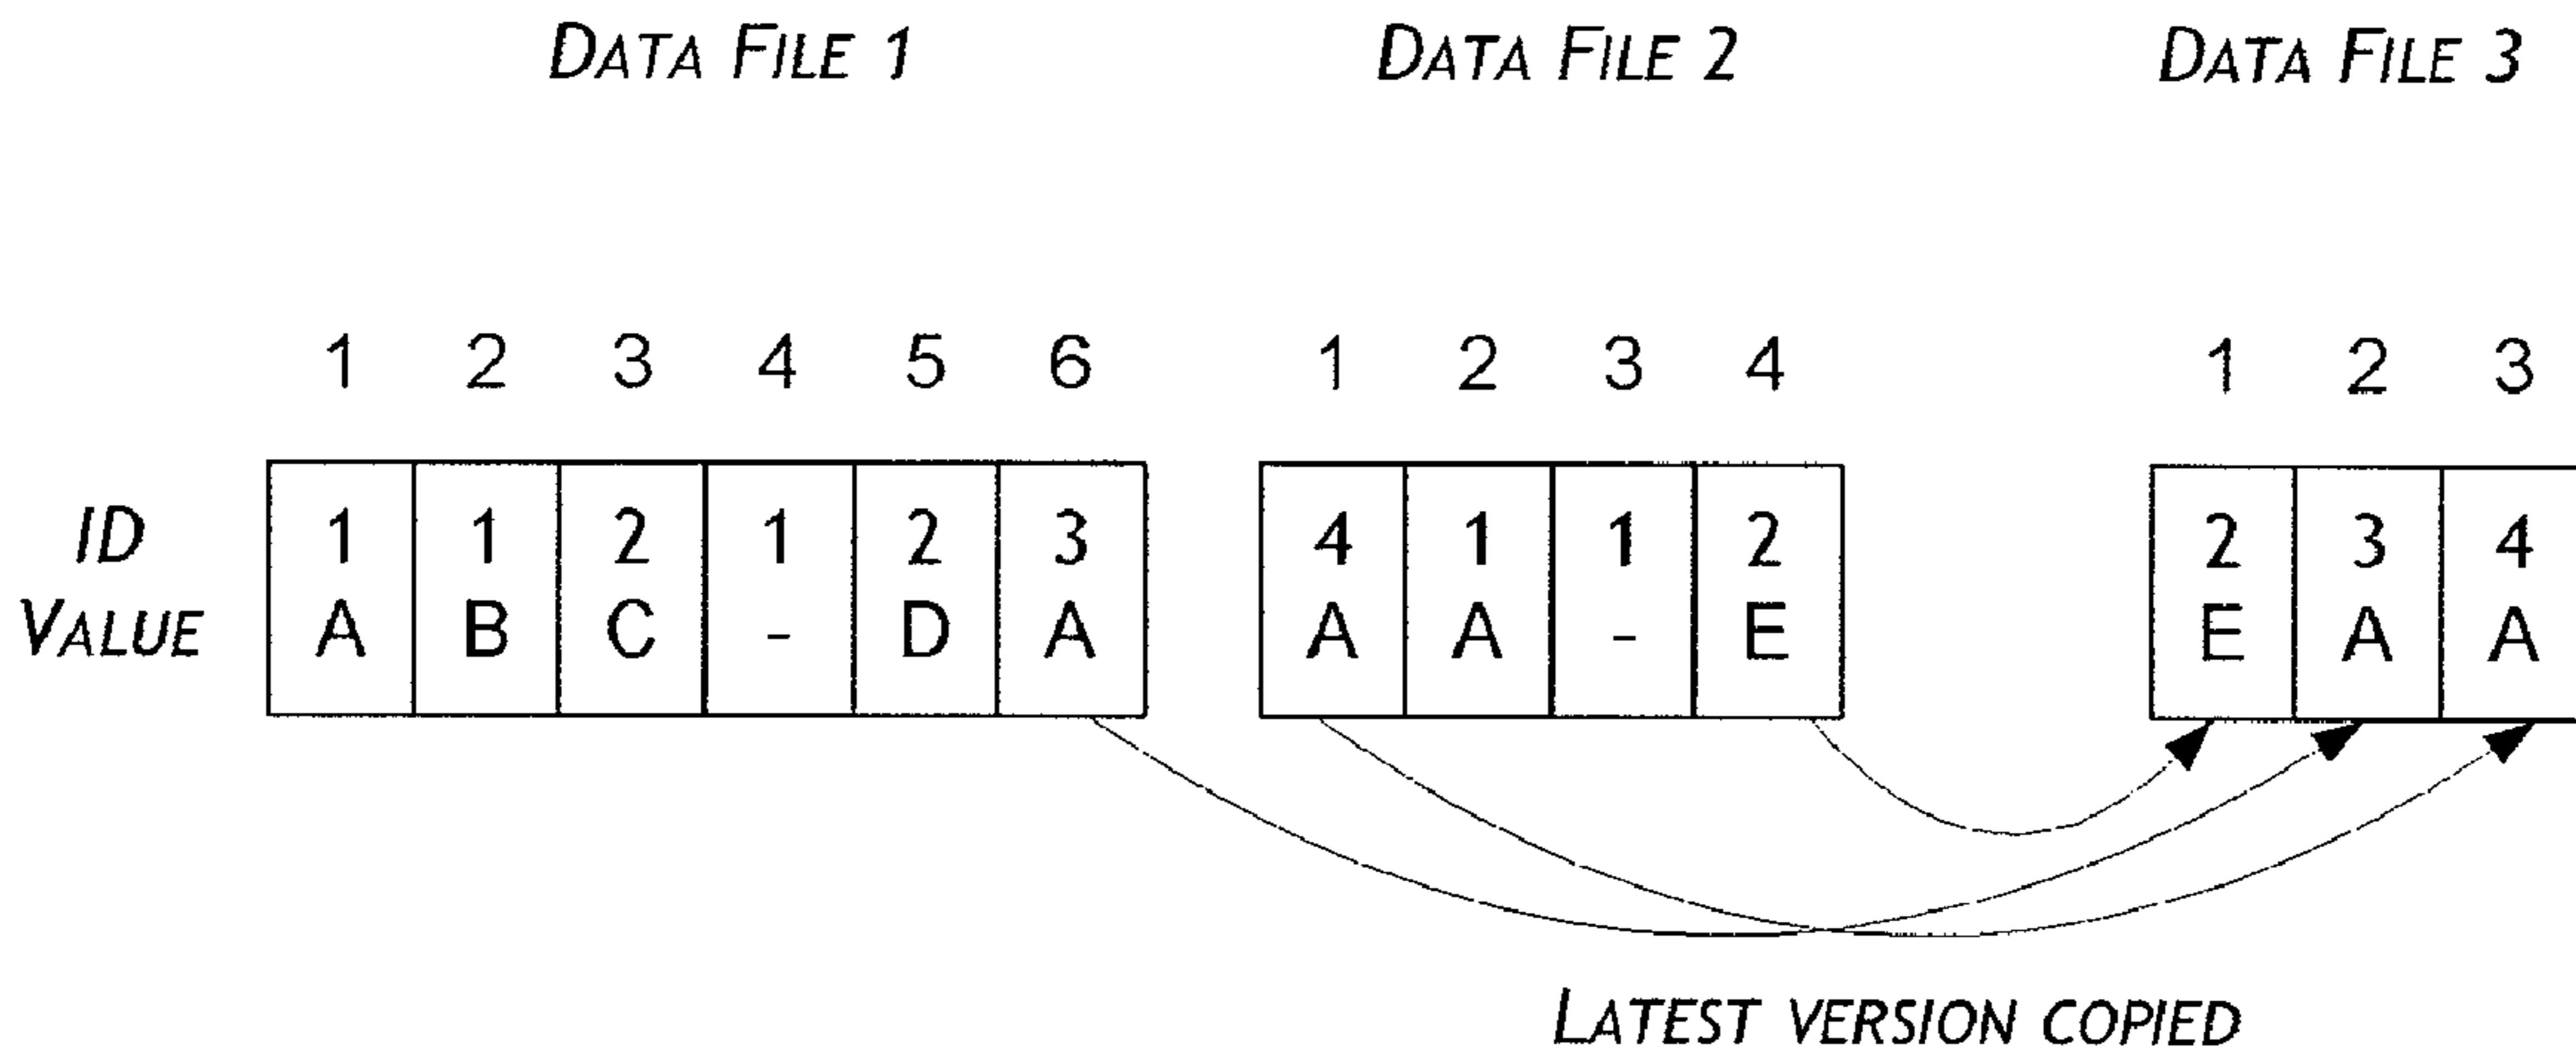 DATA FILE 1 DATA FILE 2 DATA FILE 3
1 2 3 4 5 6 1 2 3 4 1 2 3
ID 1 1 2 1 2 3 4 1 1 2 2 3 4
VALUE A B C - D A A A - E E A A
LATEST VERSION COPIED